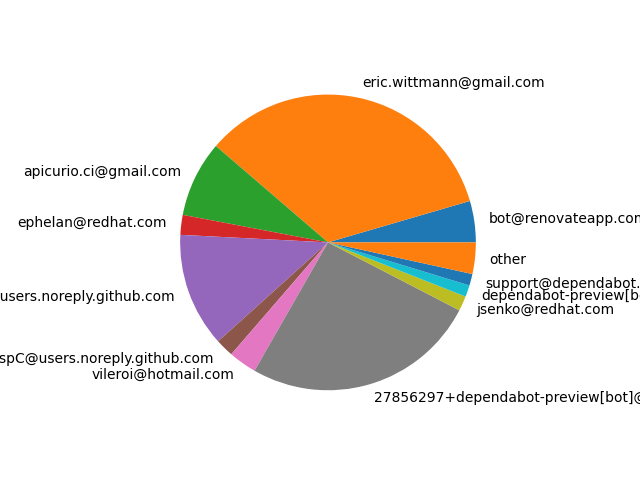 eric.wittmann@gmail.com
apicurio.ci@gmail.com
bot@renovateapp.com
ephelan@redhat.com
other
support@dependabot.
users.noreply.github.com
dependabot-preview[bo
jsenko@redhat.com
spC@users.noreply.github.com
vileroi@hotmail.com
27856297+dependabot-preview[bot]@